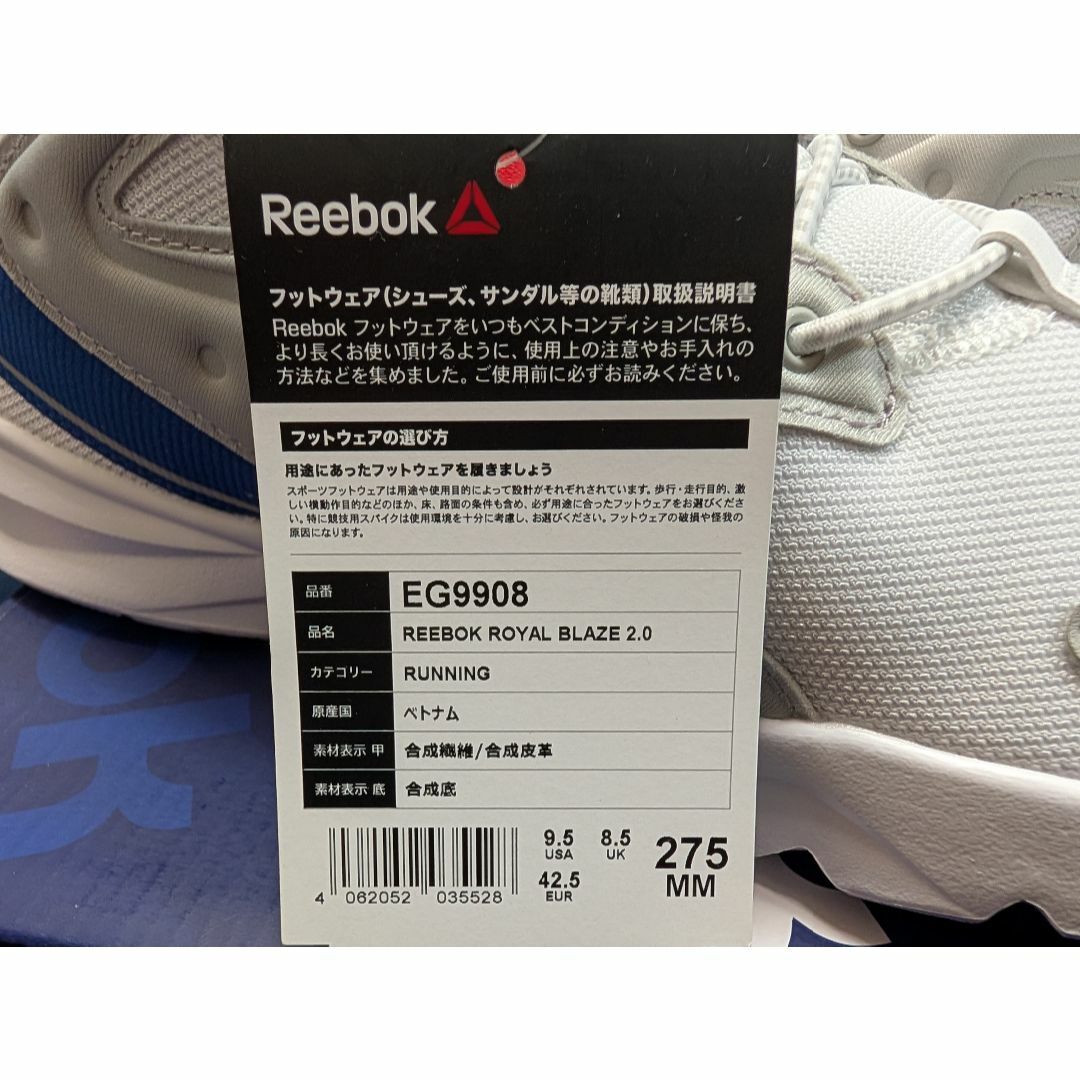 Reebok
フットウェア(シューズ、サンダル等の靴類)取扱説明書
Reebok フットウェアをいつもベストコンディションに保ち、
より長くお使い頂けるように、使用上の注意やお手入れの
方法などを集めました。ご使用前に必ずお読みください。
フットウェアの選び方
用途にあったフットウェアを履きましょう
スポーツフットウェアは用途や使用目的によって設計がそれぞれされています。歩行・走行目的、激
しい横動作目的などのほか、床、路面の条件も含め、必ず用途に合ったフットウェアをお選びくださ
い。特に競技用スパイクは使用環境を十分に考慮し、お選びください。フットウェアの破損や怪我の
原因になります。
品番 EG9908
品名 REEBOK ROYAL BLAZE 2.0
カテゴリー RUNNING
原産国 ベトナム
素材表示 甲 合成繊維/合成皮革
素材表示 底 合成底
9.5 8.5 275
USA UK MM
42.5
EUR
4 062052 035528
ok